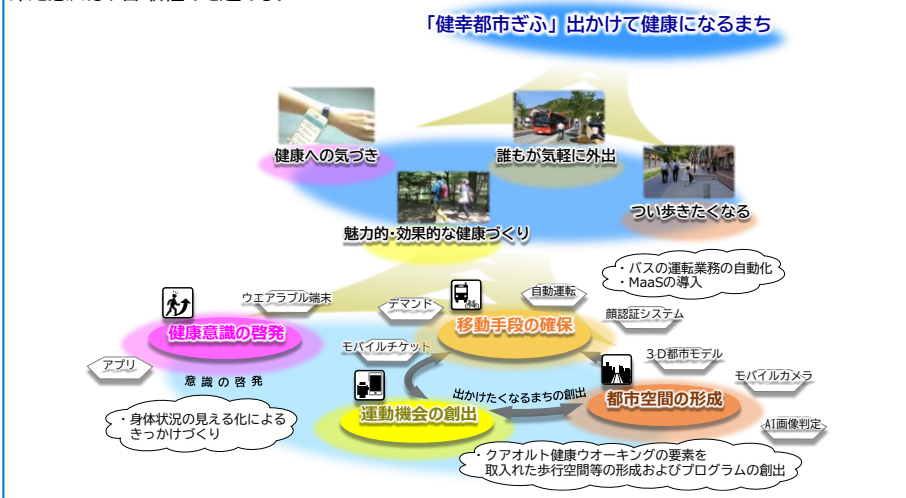 「健幸都市ぎふ」出かけて健康になるまち
健康への気づき
誰もが気軽に外出
つい歩きたくなる
魅力的・効果的な健康づくり
・バスの運転業務の自動化
・MaaSの導入
ウエアラブル端末
デマンド
自動運転
顔認証システム
健康意識の啓発
移動手段の確保
モバイルチケット
3D都市モデル
アプリ
モバイルカメラ
意識の啓発
出かけたくなるまちの創出
都市空間の形成
運動機会の創出
AI画像判定
・身体状況の見える化による
きっかけづくり
・クアオルト健康ウオーキングの要素を
取入れた歩行空間等の形成およびプログラムの創出